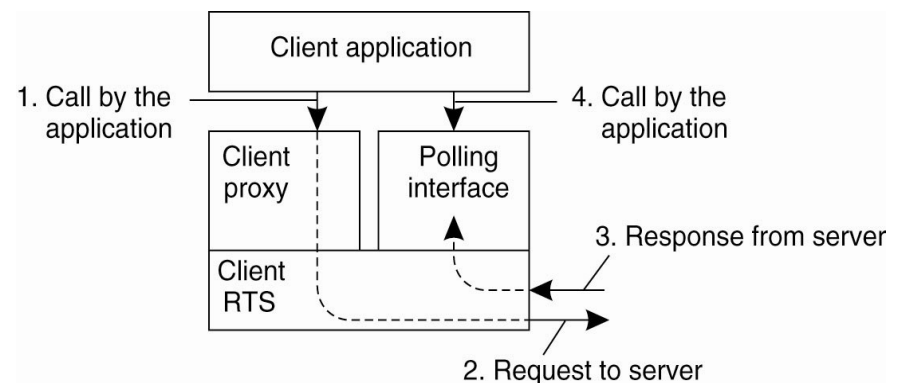 Client application
1. Call by the
application
4. Call by the
application
Client
proxy
Polling
interface
3. Response from server
Client
RTS
2. Request to server